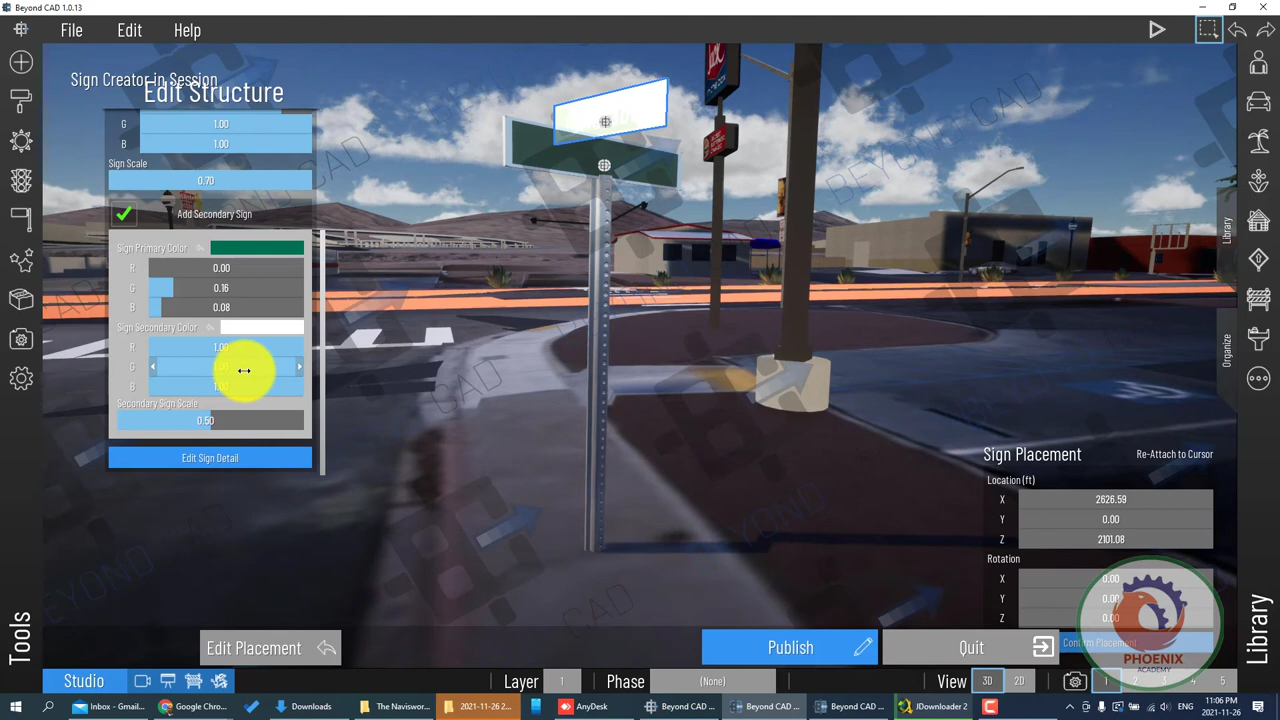 Beyond CAD 1.0.13
File Edit Help
Sign Creator in Session
Edit Structure
G 1.00
B 1.00
Sign Scale
0.70
Add Secondary Sign
Sign Primary Color
R 0.00
G 0.16
B 0.08
Sign Secondary Color
R 1.00
G
B 1.00
Secondary Sign Scale
0.50
Edit Sign Detail
Library
Organize
Sign Placement Re-Attach to Cursor
Location (ft)
X 2626.59
Y 0.00
Z 2101.08
Rotation
X 0.00
Y 0.00
Z 0.00
Confirm Placement
PHOENIX
ACADEMY
Tools
Library
Edit Placement Publish Quit
Studio Layer 1 Phase (None) View 3D 2D 1 2 3 4 5
Inbox - Gmail... Google Chro... Downloads The Naviswor... 2021-11-26 2... AnyDesk Beyond CAD ... Beyond CAD ... Beyond CAD ... JDownloader 2 11:06 PM
2021-11-26
BEYOND CAD